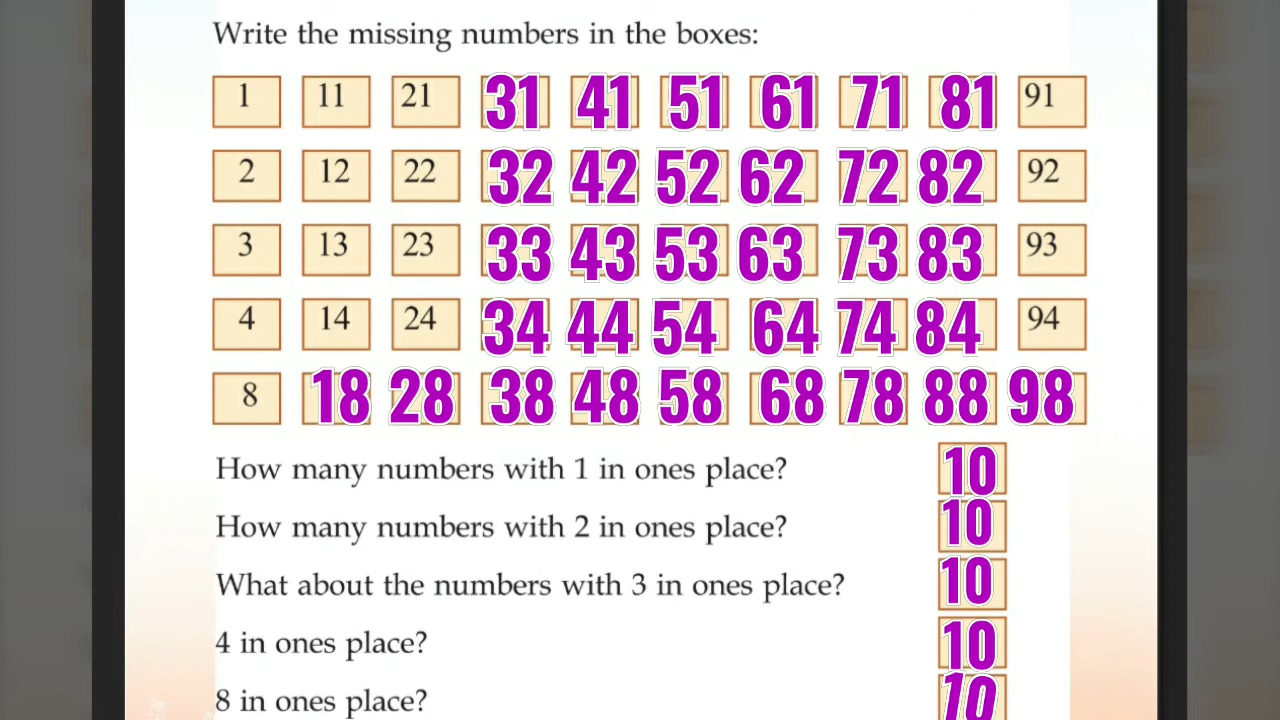 Write the missing numbers in the boxes:
1 11 21 31 41 51 61 71 81 91
2 12 22 32 42 52 62 72 82 92
3 13 23 33 43 53 63 73 83 93
4 14 24 34 44 54 64 74 84 94
8 18 28 38 48 58 68 78 88 98
How many numbers with 1 in ones place? 10
How many numbers with 2 in ones place? 10
What about the numbers with 3 in ones place? 10
4 in ones place? 10
8 in ones place? 10